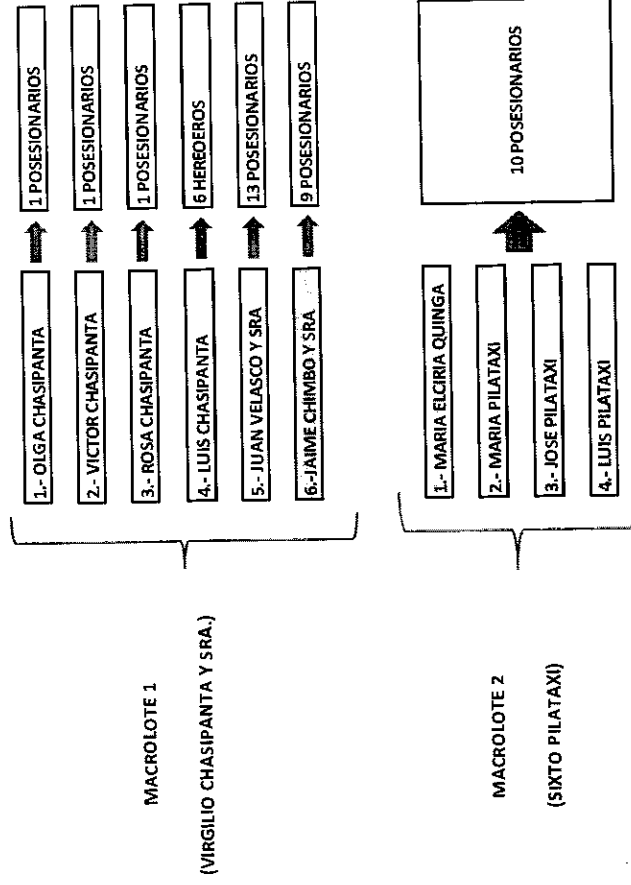 MACROLOTE 1
(VIRGILIO CHASIPANTA Y SRA.)
1.- OLGA CHASIPANTA
1 POSESIONARIOS
2.- VICTOR CHASIPANTA
1 POSESIONARIOS
3.- ROSA CHASIPANTA
1 POSESIONARIOS
4.- LUIS CHASIPANTA
6 HEREOEROS
5.- JUAN VELASCO Y SRA
13 POSESIONARIOS
6.-JAIME CHIMBO Y SRA
9 POSESIONARIOS
MACROLOTE 2
(SIXTO PILATAXI)
1.- MARIA ELCIRIA QUINGA
2.- MARIA PILATAXI
3.- JOSE PILATAXI
4.- LUIS PILATAXI
10 POSESIONARIOS